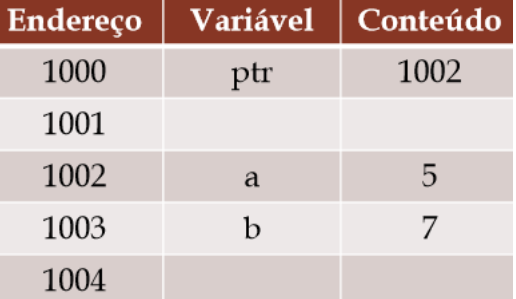 Endereço Variável Conteúdo
1000 ptr 1002
1001
1002 a 5
1003 b 7
1004